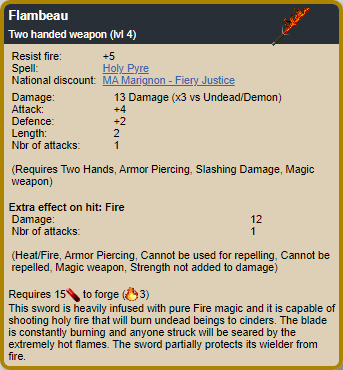 Flambeau
Two handed weapon (lvl 4)
Resist fire: +5
Spell: Holy Pyre
National discount: MA Marignon - Fiery Justice
Damage: 13 Damage (x3 vs Undead/Demon)
Attack: +4
Defence: +2
Length: 2
Nbr of attacks: 1
(Requires Two Hands, Armor Piercing, Slashing Damage, Magic
weapon)
Extra effect on hit: Fire
Damage: 12
Nbr of attacks: 1
(Heat/Fire, Armor Piercing, Cannot be used for repelling, Cannot be
repelled, Magic weapon, Strength not added to damage)
Requires 15 to forge (3)
This sword is heavily infused with pure Fire magic and it is capable of
shooting holy fire that will burn undead beings to cinders. The blade
is constantly burning and anyone struck will be seared by the
extremely hot flames. The sword partially protects its wielder from
fire.